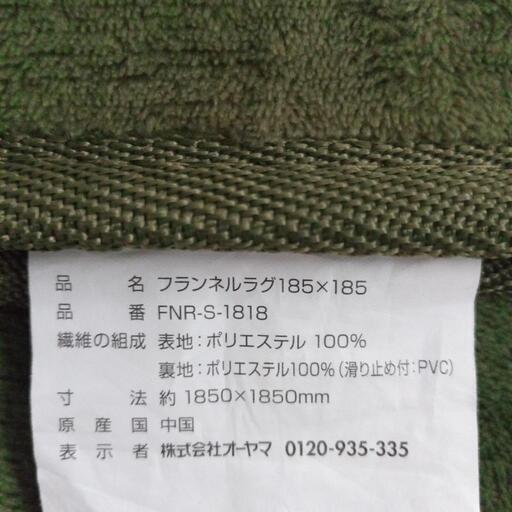 品名 フランネルラグ185×185
品番 FNR-S-1818
繊維の組成 表地：ポリエステル 100%
裏地：ポリエステル100%（滑り止め付：PVC）
寸法 約 1850×1850mm
原産国 中国
表示者 株式会社オーヤマ 0120-935-335